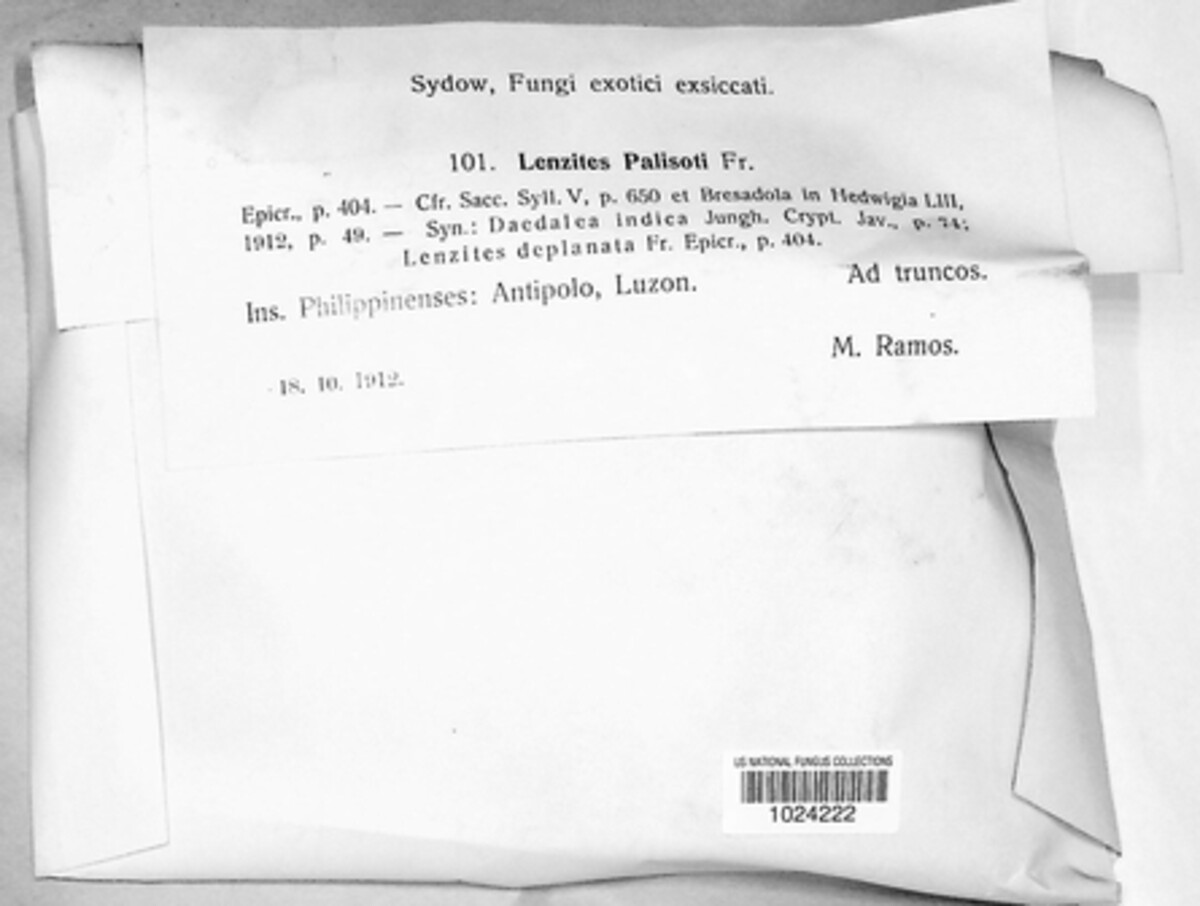 Sydow, Fungi exotici exsiccati.
101. Lenzites Palisoti Fr.
Epicr., p. 404. — Cfr. Sacc. Syll. V, p. 650 et Bresadola in Hedwigia LIII,
1912, p. 49. — Syn.: Daedalea indica Jungh. Crypt. Jav., p. 74;
Lenzites deplanata Fr. Epicr., p. 404.
Ins. Philippinenses: Antipolo, Luzon. Ad truncos.
M. Ramos.
18. 10. 1912.
US NATIONAL FUNGUS COLLECTIONS
1024222